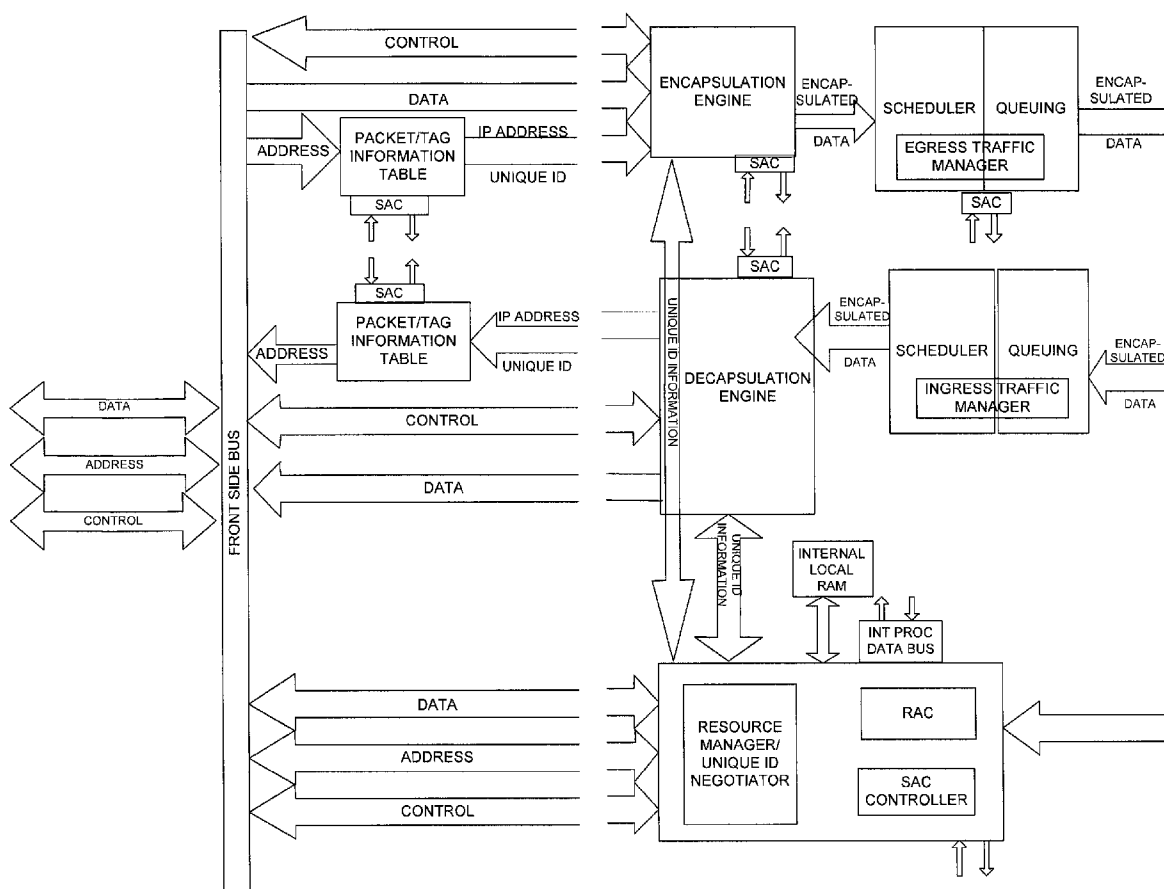 CONTROL
DATA
ADDRESS
PACKET/TAG
INFORMATION
TABLE
SAC
IP ADDRESS
UNIQUE ID
ENCAPSULATION
ENGINE
SAC
ENCAP-
SULATED
DATA
SCHEDULER
QUEUING
EGRESS TRAFFIC
MANAGER
SAC
ENCAP-
SULATED
DATA
SAC
PACKET/TAG
INFORMATION
TABLE
ADDRESS
IP ADDRESS
UNIQUE ID
SAC
DECAPSULATION
ENGINE
UNIQUE ID INFORMATION
ENCAP-
SULATED
DATA
SCHEDULER
QUEUING
INGRESS TRAFFIC
MANAGER
ENCAP-
SULATED
DATA
CONTROL
DATA
DATA
ADDRESS
CONTROL
FRONT SIDE BUS
UNIQUE ID
INFORMATION
INTERNAL
LOCAL
RAM
INT PROC
DATA BUS
DATA
ADDRESS
CONTROL
RESOURCE
MANAGER/
UNIQUE ID
NEGOTIATOR
RAC
SAC
CONTROLLER